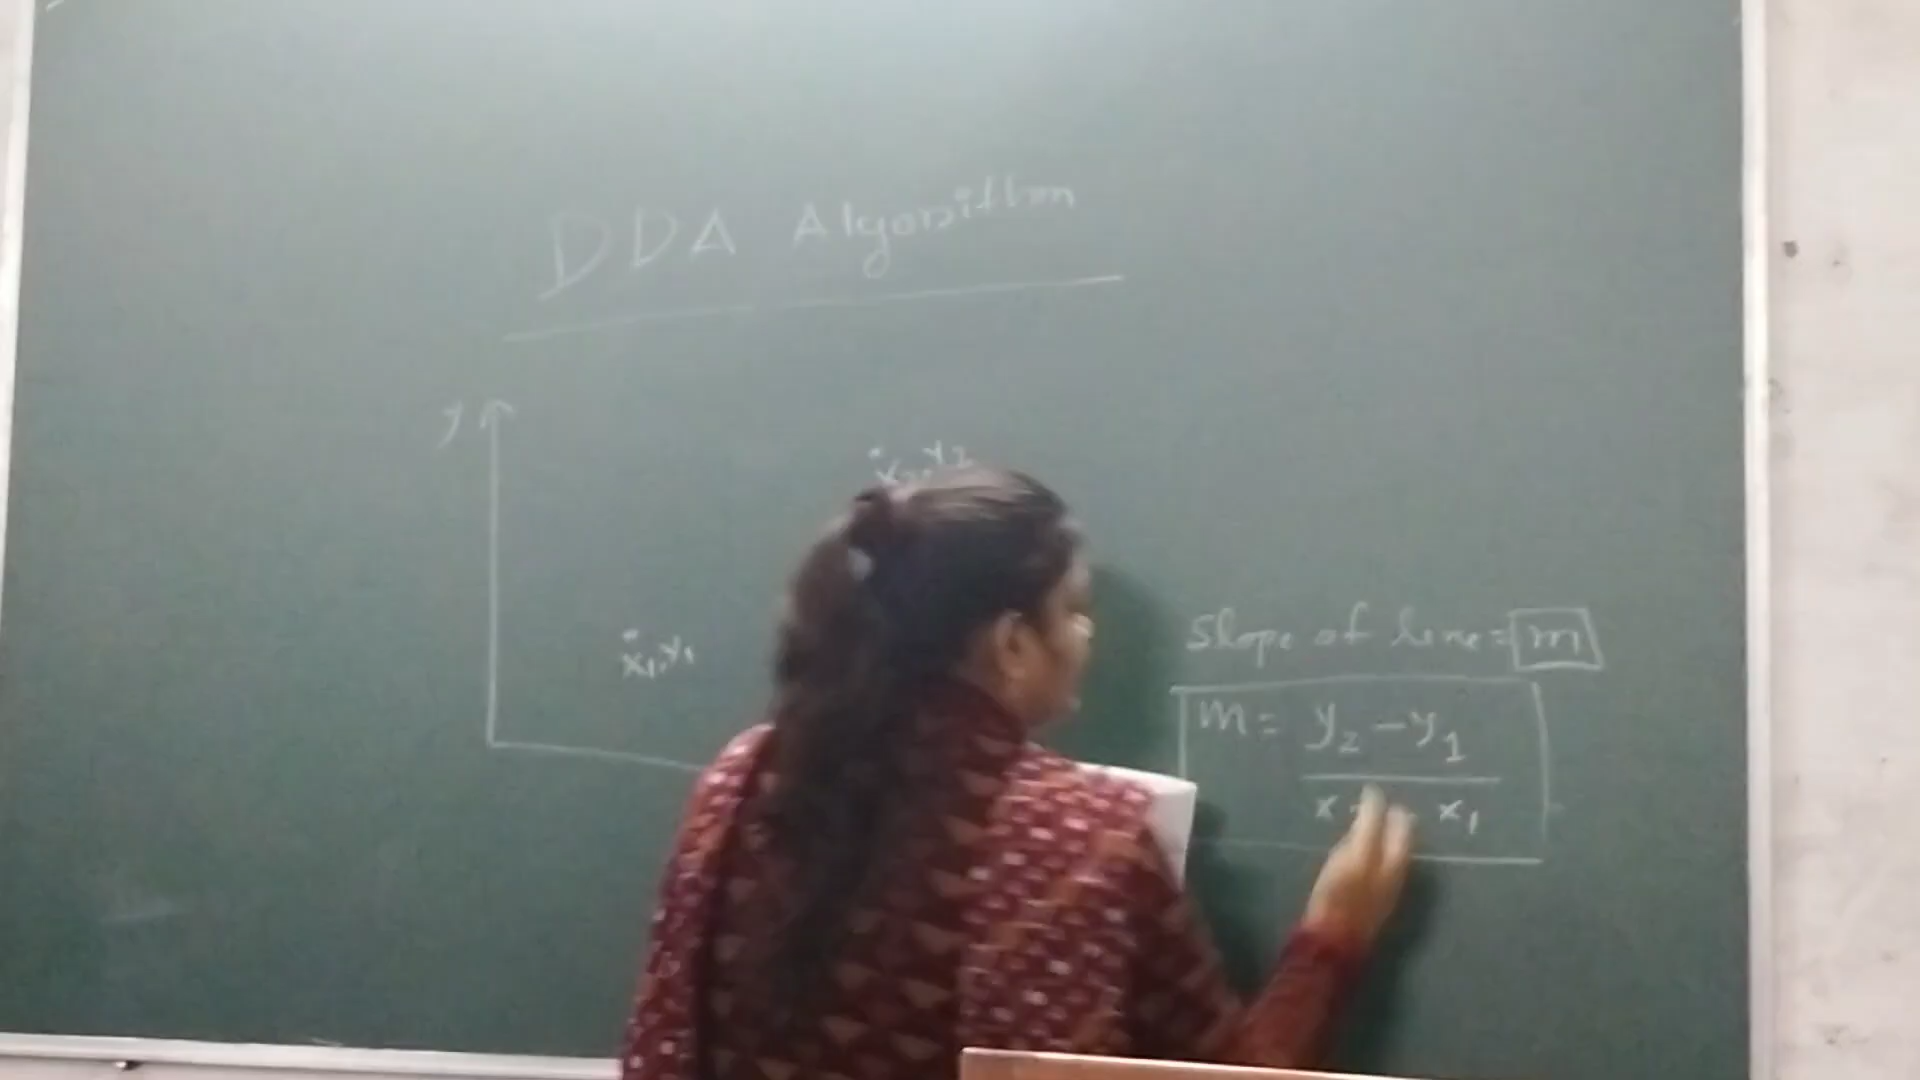 DDA Algorithm
y
x2,y2
x1,y1
Slope of line = m
m = y2 - y1
x - x1